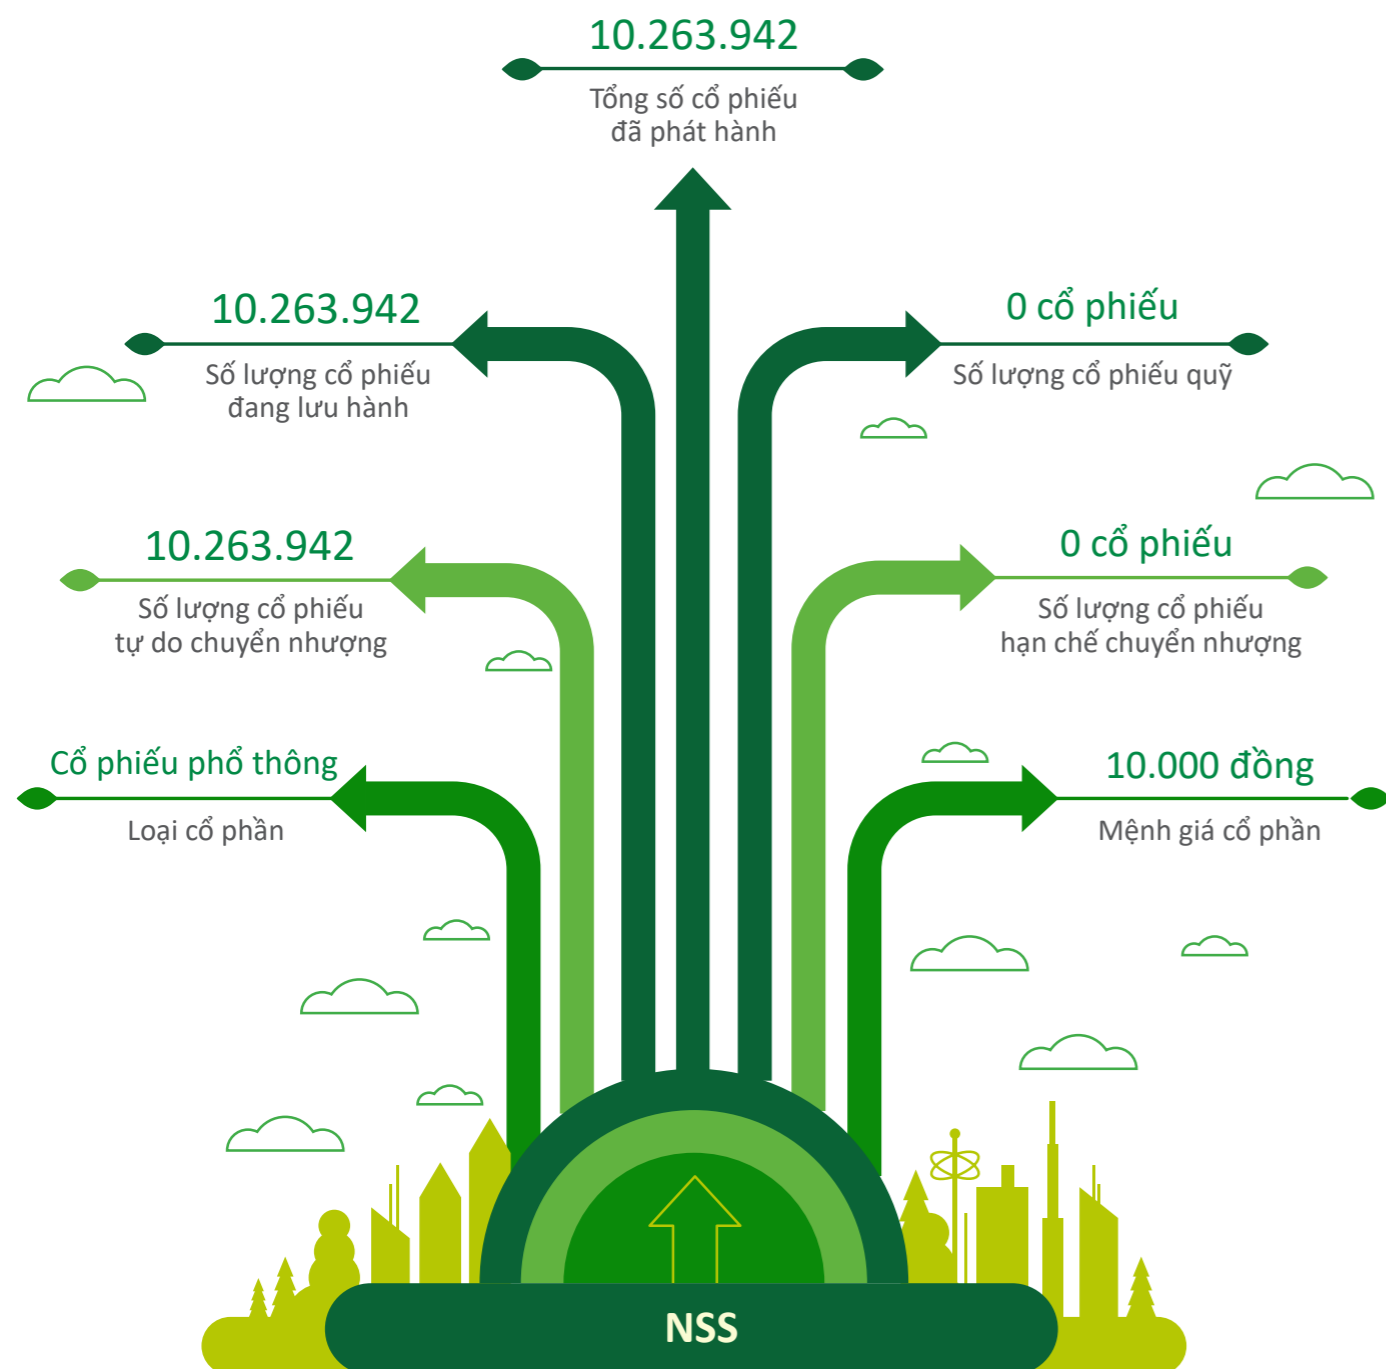 10.263.942
Tổng số cổ phiếu
đã phát hành
10.263.942
Số lượng cổ phiếu
đang lưu hành
0 cổ phiếu
Số lượng cổ phiếu quỹ
10.263.942
Số lượng cổ phiếu
tự do chuyển nhượng
0 cổ phiếu
Số lượng cổ phiếu
hạn chế chuyển nhượng
Cổ phiếu phổ thông
Loại cổ phần
10.000 đồng
Mệnh giá cổ phần
NSS